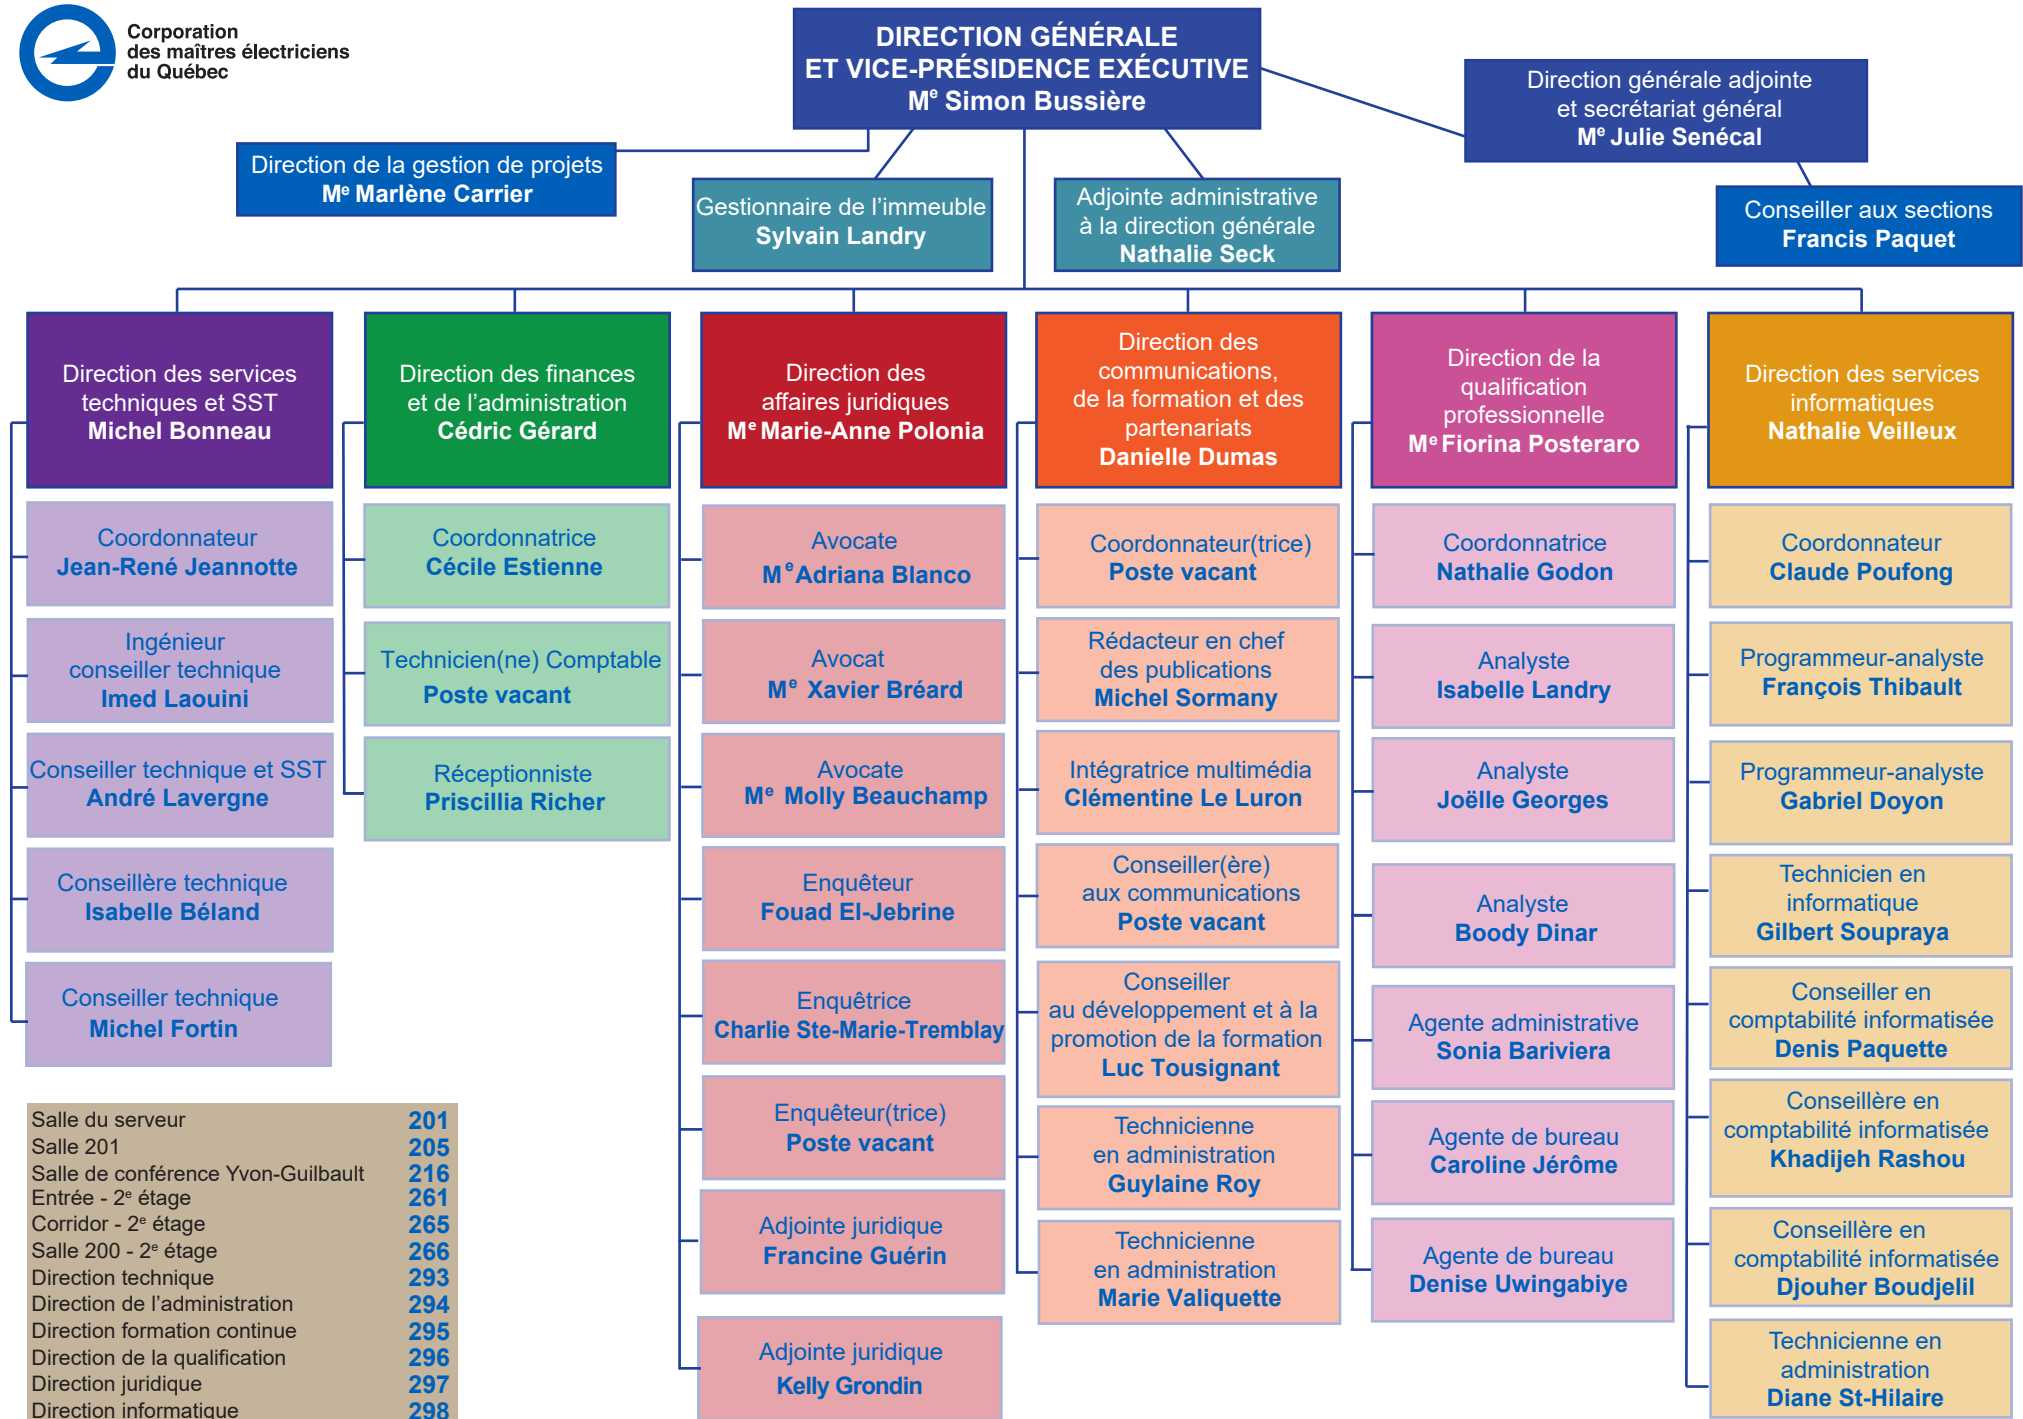 Corporation
des maîtres électriciens
du Québec
DIRECTION GÉNÉRALE
ET VICE-PRÉSIDENCE EXÉCUTIVE
Mᵉ Simon Bussière
Direction générale adjointe
et secrétariat général
Mᵉ Julie Senécal
Direction de la gestion de projets
Mᵉ Marlène Carrier
Gestionnaire de l’immeuble
Sylvain Landry
Adjointe administrative
à la direction générale
Nathalie Seck
Conseiller aux sections
Francis Paquet
Direction des services
techniques et SST
Michel Bonneau
Coordonnateur
Jean-René Jeannotte
Ingénieur
conseiller technique
Imed Laouini
Conseiller technique et SST
André Lavergne
Conseillère technique
Isabelle Béland
Conseiller technique
Michel Fortin
Direction des finances
et de l’administration
Cédric Gérard
Coordonnatrice
Cécile Estienne
Technicien(ne) Comptable
Poste vacant
Réceptionniste
Priscillia Richer
Direction des
affaires juridiques
Mᵉ Marie-Anne Polonia
Avocate
Mᵉ Adriana Blanco
Avocat
Mᵉ Xavier Bréard
Avocate
Mᵉ Molly Beauchamp
Enquêteur
Fouad El-Jebrine
Enquêtrice
Charlie Ste-Marie-Tremblay
Enquêteur(trice)
Poste vacant
Adjointe juridique
Francine Guérin
Adjointe juridique
Kelly Grondin
Direction des
communications,
de la formation et des
partenariats
Danielle Dumas
Coordonnateur(trice)
Poste vacant
Rédacteur en chef
des publications
Michel Sormany
Intégratrice multimédia
Clémentine Le Luron
Conseiller(ère)
aux communications
Poste vacant
Conseiller
au développement et à la
promotion de la formation
Luc Tousignant
Technicienne
en administration
Guylaine Roy
Technicienne
en administration
Marie Valiquette
Direction de la
qualification
professionnelle
Mᵉ Fiorina Posteraro
Coordonnatrice
Nathalie Godon
Analyste
Isabelle Landry
Analyste
Joëlle Georges
Analyste
Boody Dinar
Agente administrative
Sonia Bariviera
Agente de bureau
Caroline Jérôme
Agente de bureau
Denise Uwingabiye
Direction des services
informatiques
Nathalie Veilleux
Coordonnateur
Claude Poufong
Programmeur-analyste
François Thibault
Programmeur-analyste
Gabriel Doyon
Technicien en
informatique
Gilbert Soupraya
Conseiller en
comptabilité informatisée
Denis Paquette
Conseillère en
comptabilité informatisée
Khadijeh Rashou
Conseillère en
comptabilité informatisée
Djouher Boudjelil
Technicienne en
administration
Diane St-Hilaire
Salle du serveur 201
Salle 201 205
Salle de conférence Yvon-Guilbault 216
Entrée - 2ᵉ étage 261
Corridor - 2ᵉ étage 265
Salle 200 - 2ᵉ étage 266
Direction technique 293
Direction de l’administration 294
Direction formation continue 295
Direction de la qualification 296
Direction juridique 297
Direction informatique 298